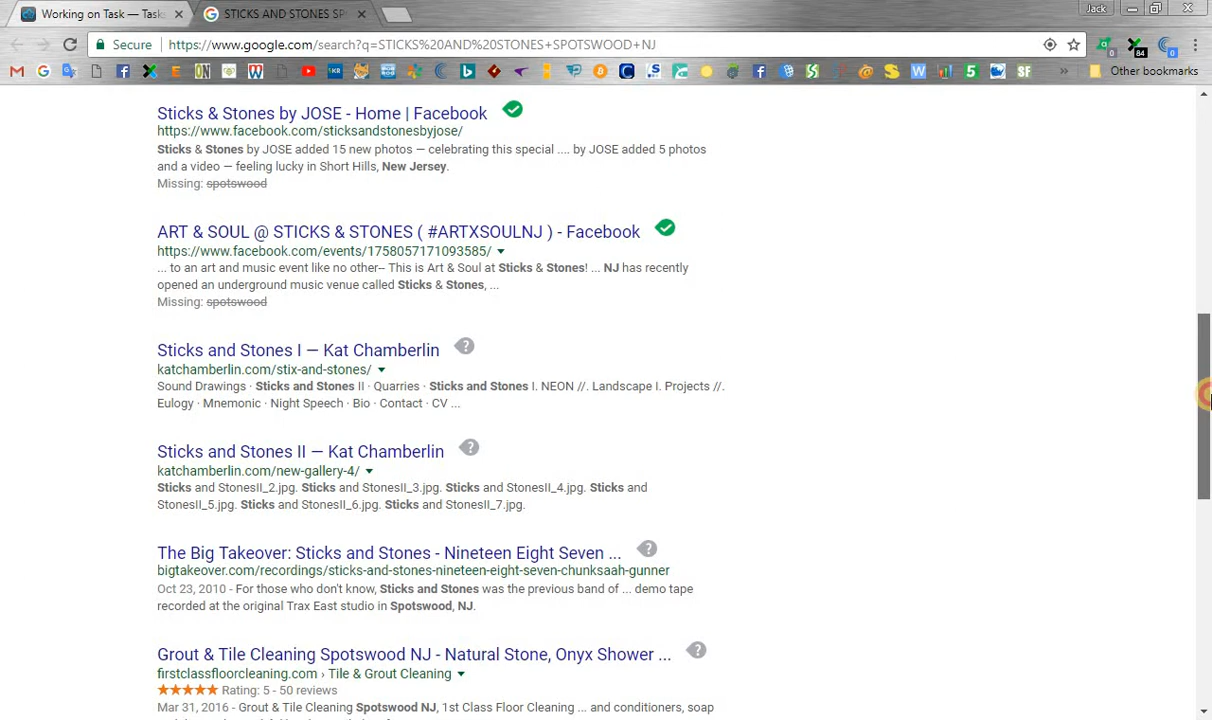 Working on Task — Task
STICKS AND STONES SP
Jack
Secure
https://www.google.com/search?q=STICKS%20AND%20STONES+SPOTSWOOD+NJ
Other bookmarks
Sticks & Stones by JOSE - Home | Facebook
https://www.facebook.com/sticksandstonesbyjose/
Sticks & Stones by JOSE added 15 new photos — celebrating this special .... by JOSE added 5 photos
and a video — feeling lucky in Short Hills, New Jersey.
Missing: spotswood
ART & SOUL @ STICKS & STONES ( #ARTXSOULNJ ) - Facebook
https://www.facebook.com/events/1758057171093585/
... to an art and music event like no other-- This is Art & Soul at Sticks & Stones! ... NJ has recently
opened an underground music venue called Sticks & Stones, ...
Missing: spotswood
Sticks and Stones I — Kat Chamberlin
katchamberlin.com/stix-and-stones/
Sound Drawings · Sticks and Stones II · Quarries · Sticks and Stones I. NEON //. Landscape I. Projects //.
Eulogy · Mnemonic · Night Speech · Bio · Contact · CV ...
Sticks and Stones II — Kat Chamberlin
katchamberlin.com/new-gallery-4/
Sticks and StonesII_2.jpg. Sticks and StonesII_3.jpg. Sticks and StonesII_4.jpg. Sticks and
StonesII_5.jpg. Sticks and StonesII_6.jpg. Sticks and StonesII_7.jpg.
The Big Takeover: Sticks and Stones - Nineteen Eight Seven ...
bigtakeover.com/recordings/sticks-and-stones-nineteen-eight-seven-chunksaah-gunner
Oct 23, 2010 - For those who don't know, Sticks and Stones was the previous band of ... demo tape
recorded at the original Trax East studio in Spotswood, NJ.
Grout & Tile Cleaning Spotswood NJ - Natural Stone, Onyx Shower ...
firstclassfloorcleaning.com › Tile & Grout Cleaning
Rating: 5 - 50 reviews
Mar 31, 2016 - Grout & Tile Cleaning Spotswood NJ, 1st Class Floor Cleaning ... and conditioners, soap